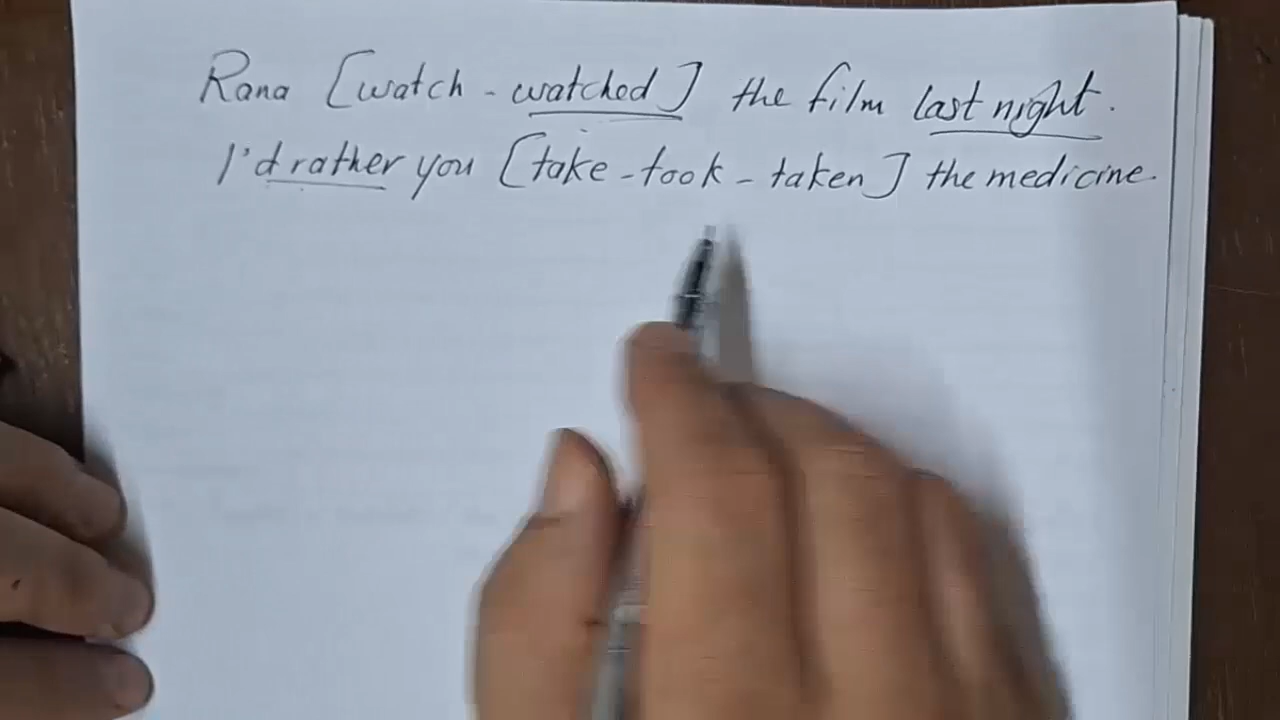 Rana [watch - watched] the film last night.
I'd rather you [take - took - taken] the medicine.